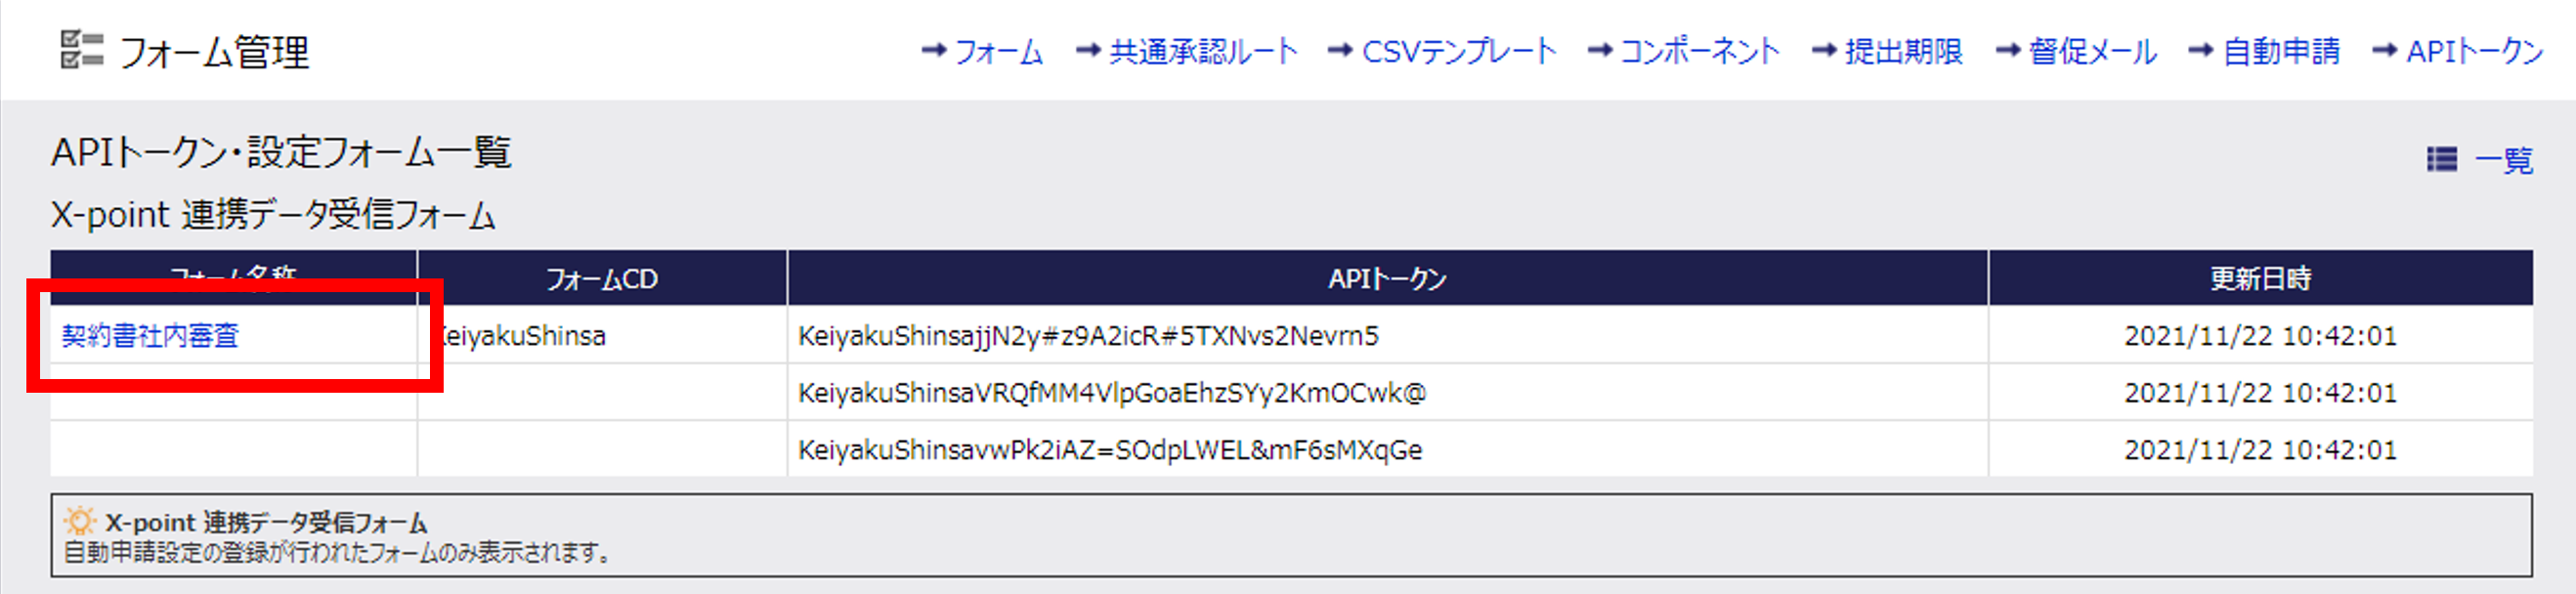 フォーム管理
フォーム 共通承認ルート CSVテンプレート コンポーネント 提出期限 督促メール 自動申請 APIトークン
APIトークン・設定フォーム一覧
一覧
X-point 連携データ受信フォーム
フォーム名称 フォームCD APIトークン 更新日時
契約書社内審査 KeiyakuShinsa KeiyakuShinsajjN2y#z9A2icR#5TXNvs2Nevrn5 2021/11/22 10:42:01
KeiyakuShinsaVRQfMM4VlpGoaEhzSYy2KmOCwk@ 2021/11/22 10:42:01
KeiyakuShinsavwPk2iAZ=SOdpLWEL&mF6sMXqGe 2021/11/22 10:42:01
X-point 連携データ受信フォーム
自動申請設定の登録が行われたフォームのみ表示されます。